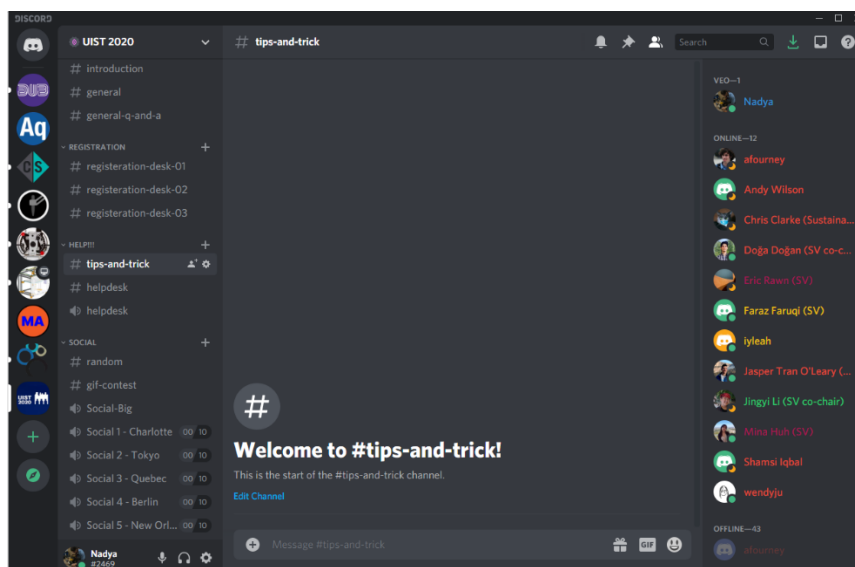 DISCORD
UIST 2020
# introduction
# general
# general-q-and-a
REGISTRATION
# registeration-desk-01
# registeration-desk-02
# registeration-desk-03
HELP!!!
# tips-and-trick
# helpdesk
helpdesk
SOCIAL
# random
# gif-contest
Social-Big
Social 1 - Charlotte 00 10
Social 2 - Tokyo 00 10
Social 3 - Quebec 00 10
Social 4 - Berlin 00 10
Social 5 - New Orl... 00 10
Nadya
#2469
DUB
Aq
CS
MA
UIST
2020
# tips-and-trick
Search
#
Welcome to #tips-and-trick!
This is the start of the #tips-and-trick channel.
Edit Channel
Message #tips-and-trick
GIF
VEO—1
Nadya
ONLINE—12
afourney
Andy Wilson
Chris Clarke (Sustaina...
Doğa Doğan (SV co-c...
Eric Rawn (SV)
Faraz Faruqi (SV)
iyleah
Jasper Tran O'Leary (...
Jingyi Li (SV co-chair)
Mina Huh (SV)
Shamsi Iqbal
wendyju
OFFLINE—43
afourney